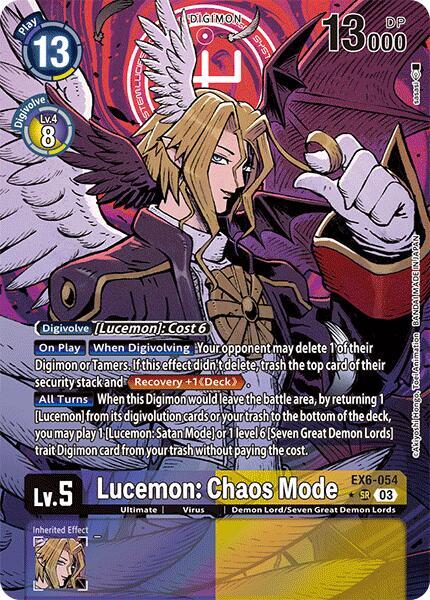 Play
13
DIGIMON
13000
DP
Digivolve
Lv.4
8
sasasi
©Akiyoshi Hongo, Toei Animation BANDAI MADE IN JAPAN
Digivolve [Lucemon]: Cost 6
On Play When Digivolving Your opponent may delete 1 of their
Digimon or Tamers. If this effect didn't delete, trash the top card of their
security stack and Recovery +1《Deck》.
All Turns When this Digimon would leave the battle area, by returning 1
[Lucemon] from its digivolution cards or your trash to the bottom of the deck,
you may play 1 [Lucemon: Satan Mode] or 1 level 6 [Seven Great Demon Lords]
trait Digimon card from your trash without paying the cost.
Lv.5
Lucemon: Chaos Mode
EX6-054
SR 03
Ultimate | Virus | Demon Lord/Seven Great Demon Lords
Inherited Effect
–